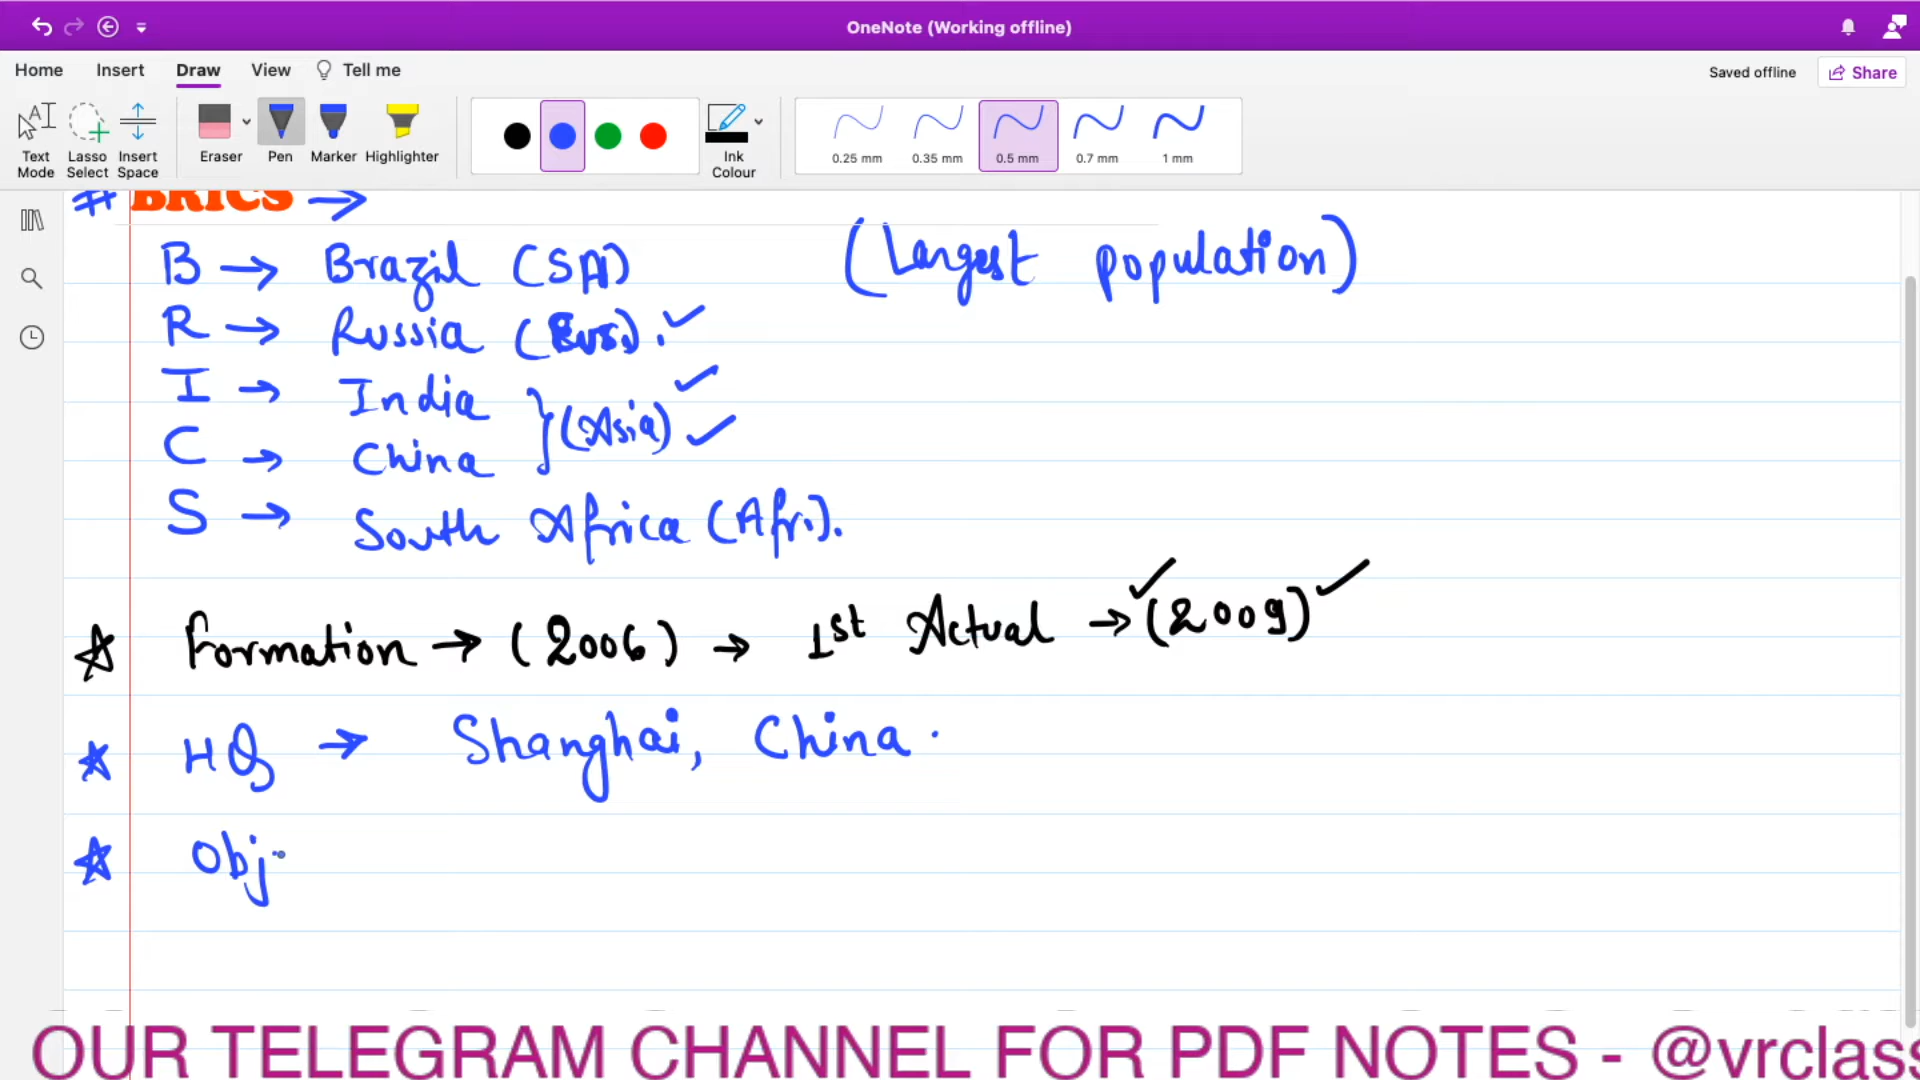 OneNote (Working offline)
Home Insert Draw View Tell me
Saved offline Share
Text Mode Lasso Select Insert Space Eraser Pen Marker Highlighter Ink Colour 0.25 mm 0.35 mm 0.5 mm 0.7 mm 1 mm
# BRICS →
B → Brazil (SA) (Largest population)
R → Russia (Eus.). ✓
I → India ✓
} (Asia) ✓
C → China
S → South Africa (Afri).
☆ Formation → (2006) → 1st Actual → ✓(2009) ✓
☆ HQ → Shanghai, China.
☆ Obj
OUR TELEGRAM CHANNEL FOR PDF NOTES - @vrclass